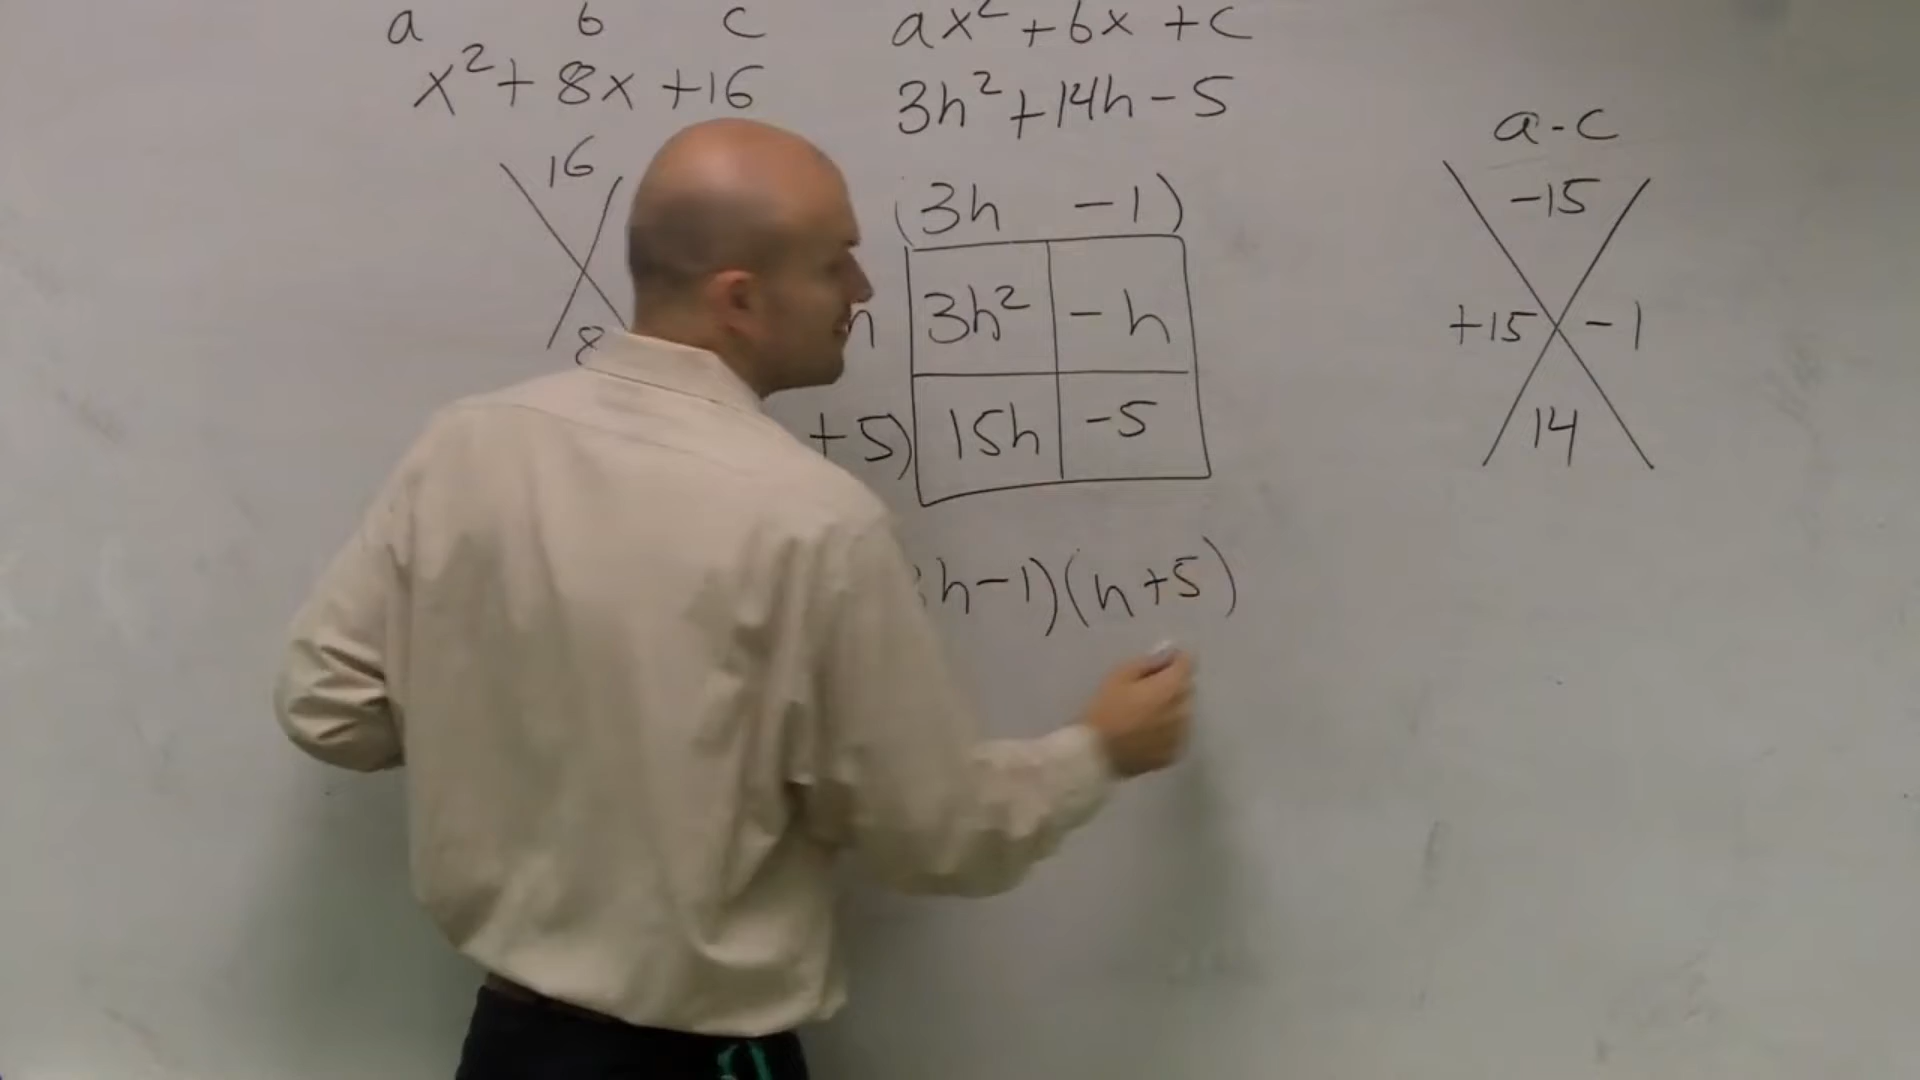 a b c
x²+ 8x +16
16
8
ax²+bx+c
3h²+14h-5
(3h -1)
h 3h² -h
+5) 15h -5
h-1)(h+5)
a·c
-15
+15 -1
14